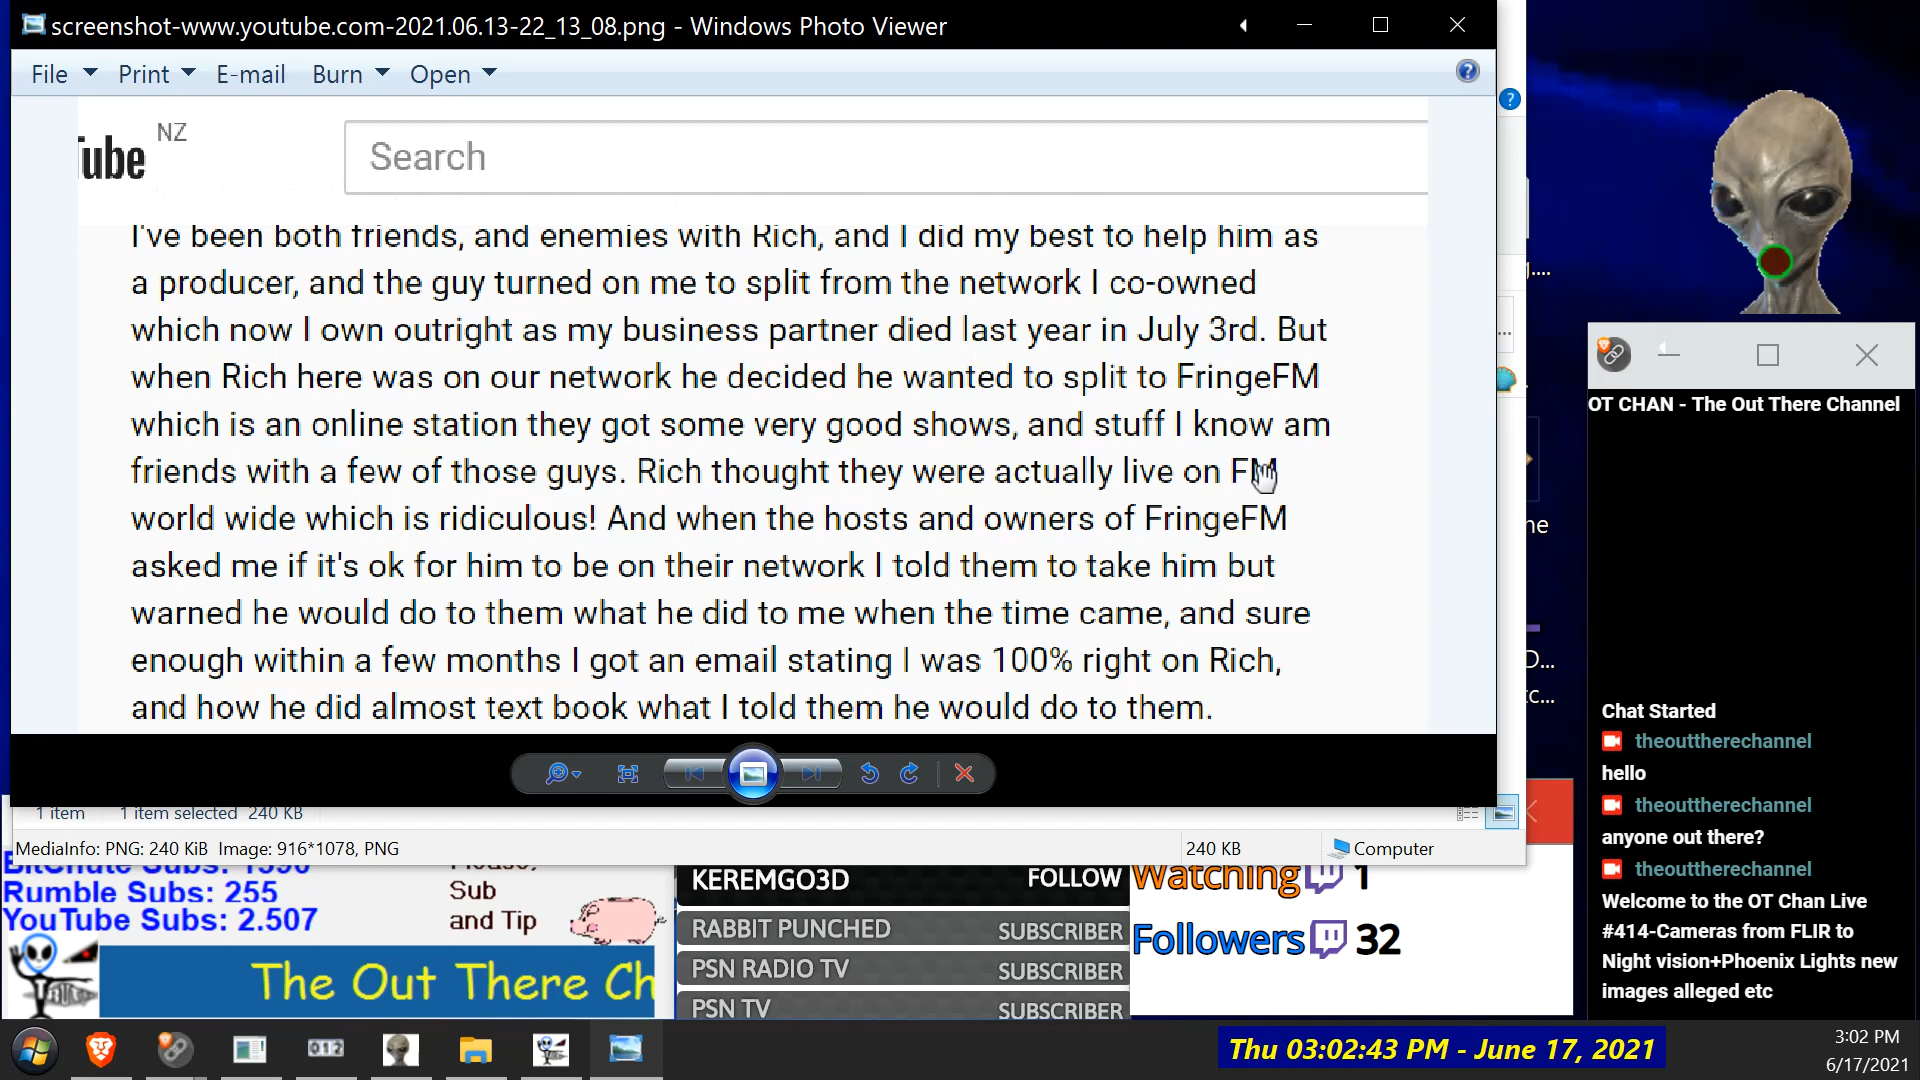 screenshot-www.youtube.com-2021.06.13-22_13_08.png - Windows Photo Viewer
File Print E-mail Burn Open
Tube NZ
Search
I've been both friends, and enemies with Rich, and I did my best to help him as
a producer, and the guy turned on me to split from the network I co-owned
which now I own outright as my business partner died last year in July 3rd. But
when Rich here was on our network he decided he wanted to split to FringeFM
which is an online station they got some very good shows, and stuff I know am
friends with a few of those guys. Rich thought they were actually live on FM
world wide which is ridiculous! And when the hosts and owners of FringeFM
asked me if it's ok for him to be on their network I told them to take him but
warned he would do to them what he did to me when the time came, and sure
enough within a few months I got an email stating I was 100% right on Rich,
and how he did almost text book what I told them he would do to them.
1 item 1 item selected 240 KB
MediaInfo: PNG: 240 KiB Image: 916*1078, PNG
240 KB
Computer
BitChute Subs: 1390
Rumble Subs: 255
YouTube Subs: 2.507
Sub
and Tip
The Out There Ch
KEREMGO3D FOLLOW
RABBIT PUNCHED SUBSCRIBER
PSN RADIO TV SUBSCRIBER
PSN TV SUBSCRIBER
Watching 1
Followers 32
OT CHAN - The Out There Channel
Chat Started
theouttherechannel
hello
theouttherechannel
anyone out there?
theouttherechannel
Welcome to the OT Chan Live
#414-Cameras from FLIR to
Night vision+Phoenix Lights new
images alleged etc
012
Thu 03:02:43 PM - June 17, 2021
3:02 PM
6/17/2021